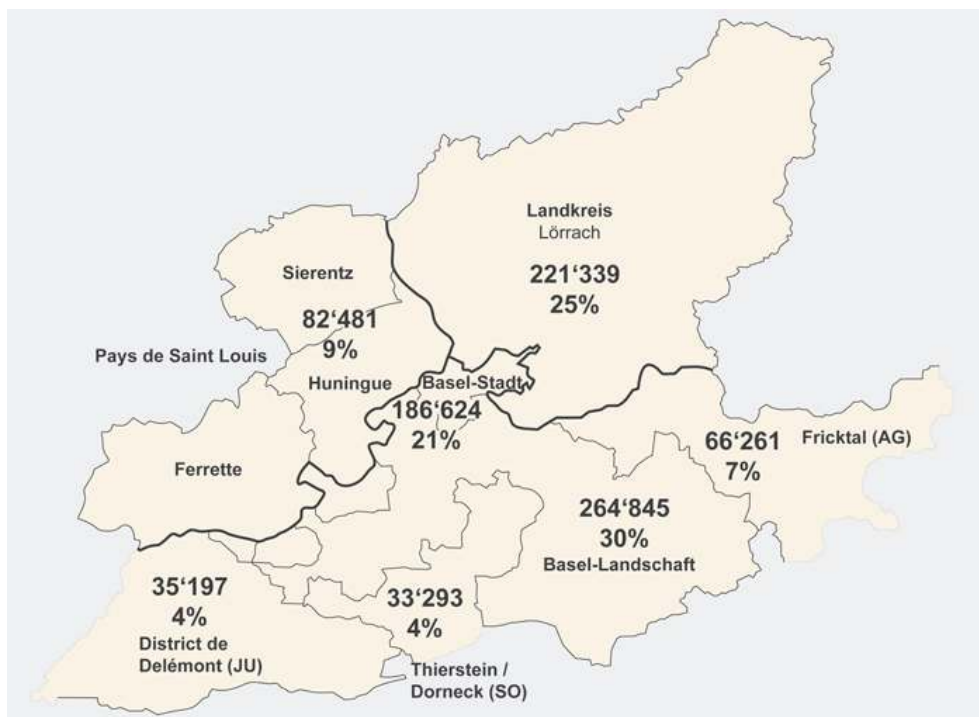 Landkreis
Lörrach
221‘339
25%
Sierentz
82‘481
9%
Pays de Saint Louis
Huningue
Basel-Stadt
186‘624
21%
Ferrette
66‘261
7%
Fricktal (AG)
264‘845
30%
Basel-Landschaft
35‘197
4%
District de
Delémont (JU)
33‘293
4%
Thierstein /
Dorneck (SO)